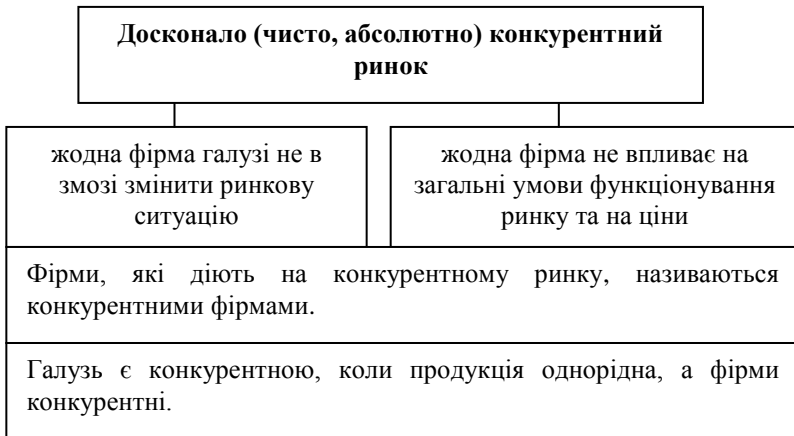 Досконало (чисто, абсолютно) конкурентний
ринок
жодна фірма галузі не в
змозі змінити ринкову
ситуацію
жодна фірма не впливає на
загальні умови функціонування
ринку та на ціни
Фірми, які діють на конкурентному ринку, називаються
конкурентними фірмами.
Галузь є конкурентною, коли продукція однорідна, а фірми
конкурентні.